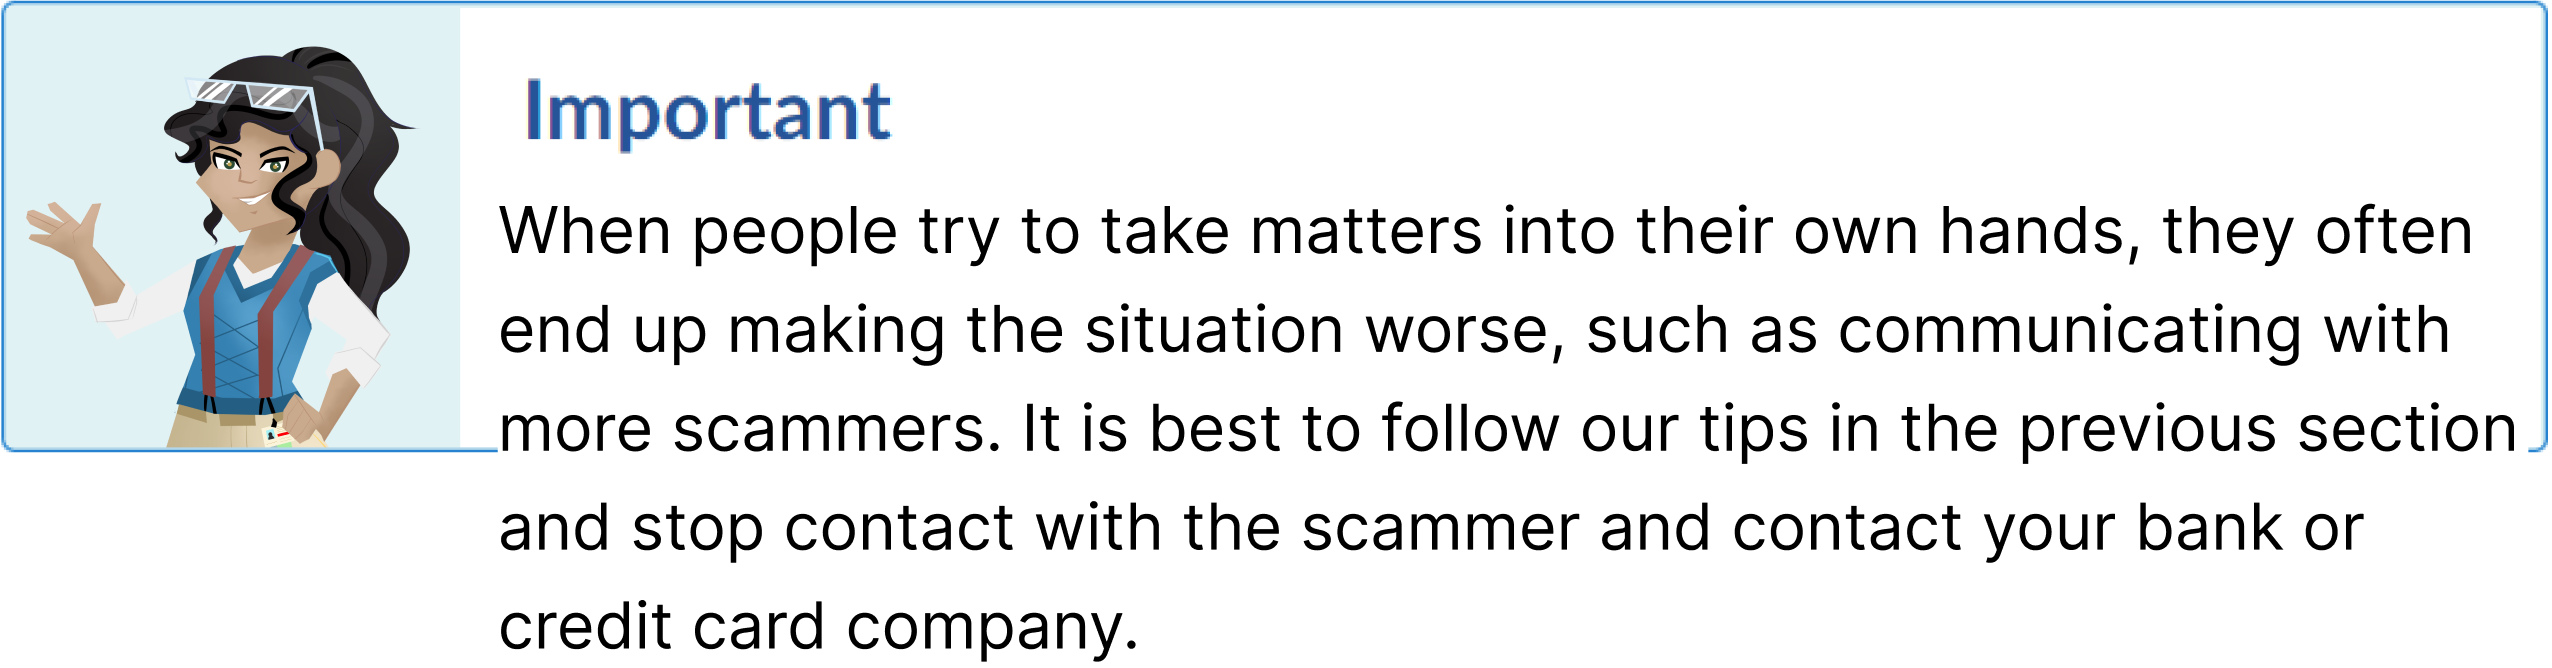 Important
When people try to take matters into their own hands, they often
end up making the situation worse, such as communicating with
more scammers. It is best to follow our tips in the previous section
and stop contact with the scammer and contact your bank or
credit card company.